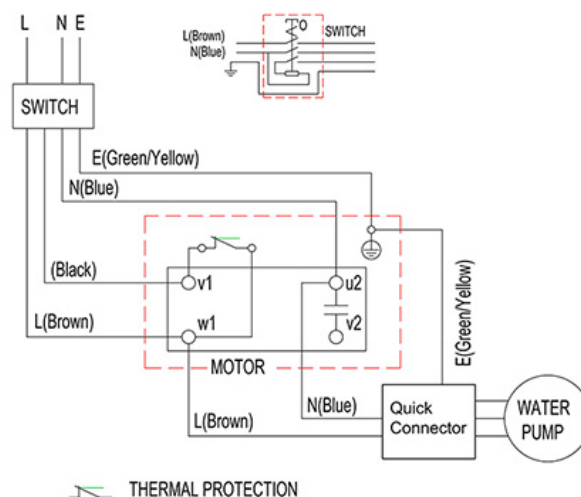 L N E
O
L(Brown)
N(Blue)
SWITCH
SWITCH
E(Green/Yellow)
N(Blue)
(Black)
v1
u2
L(Brown)
w1
v2
MOTOR
E(Green/Yellow)
L(Brown)
N(Blue)
Quick
Connector
WATER
PUMP
THERMAL PROTECTION